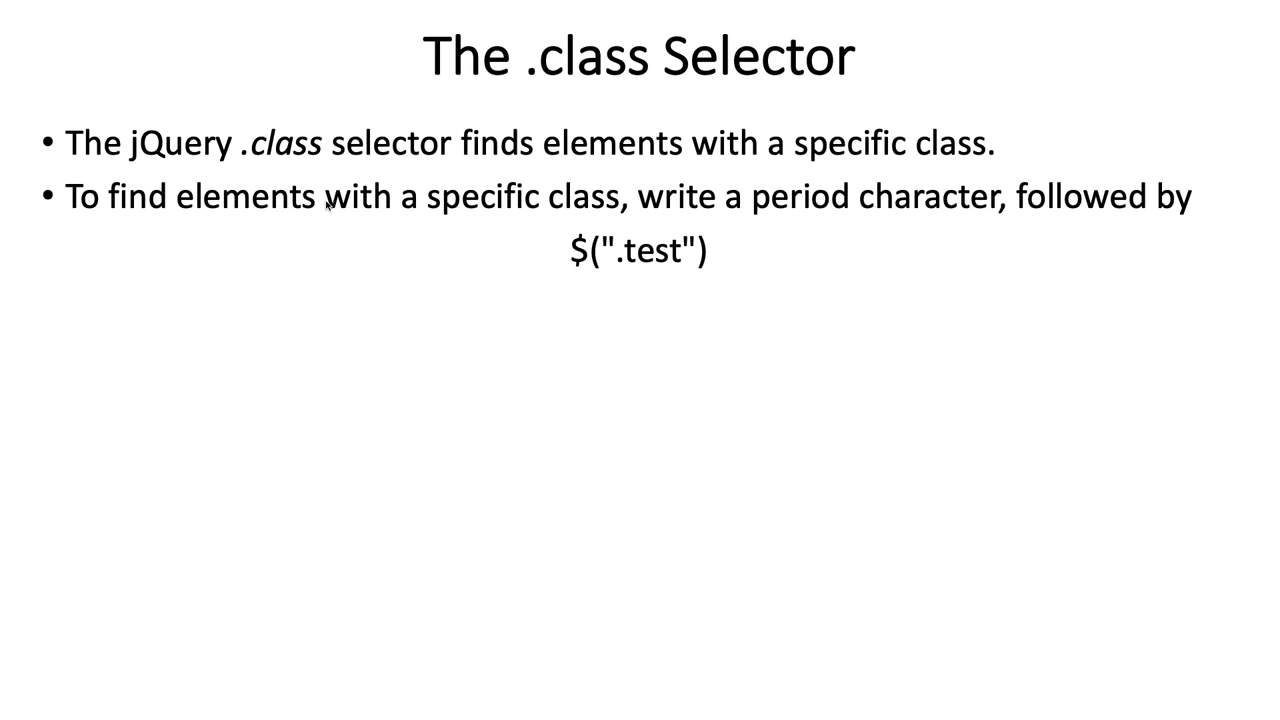 The .class Selector
• The jQuery .class selector finds elements with a specific class.
• To find elements with a specific class, write a period character, followed by
$(".test")